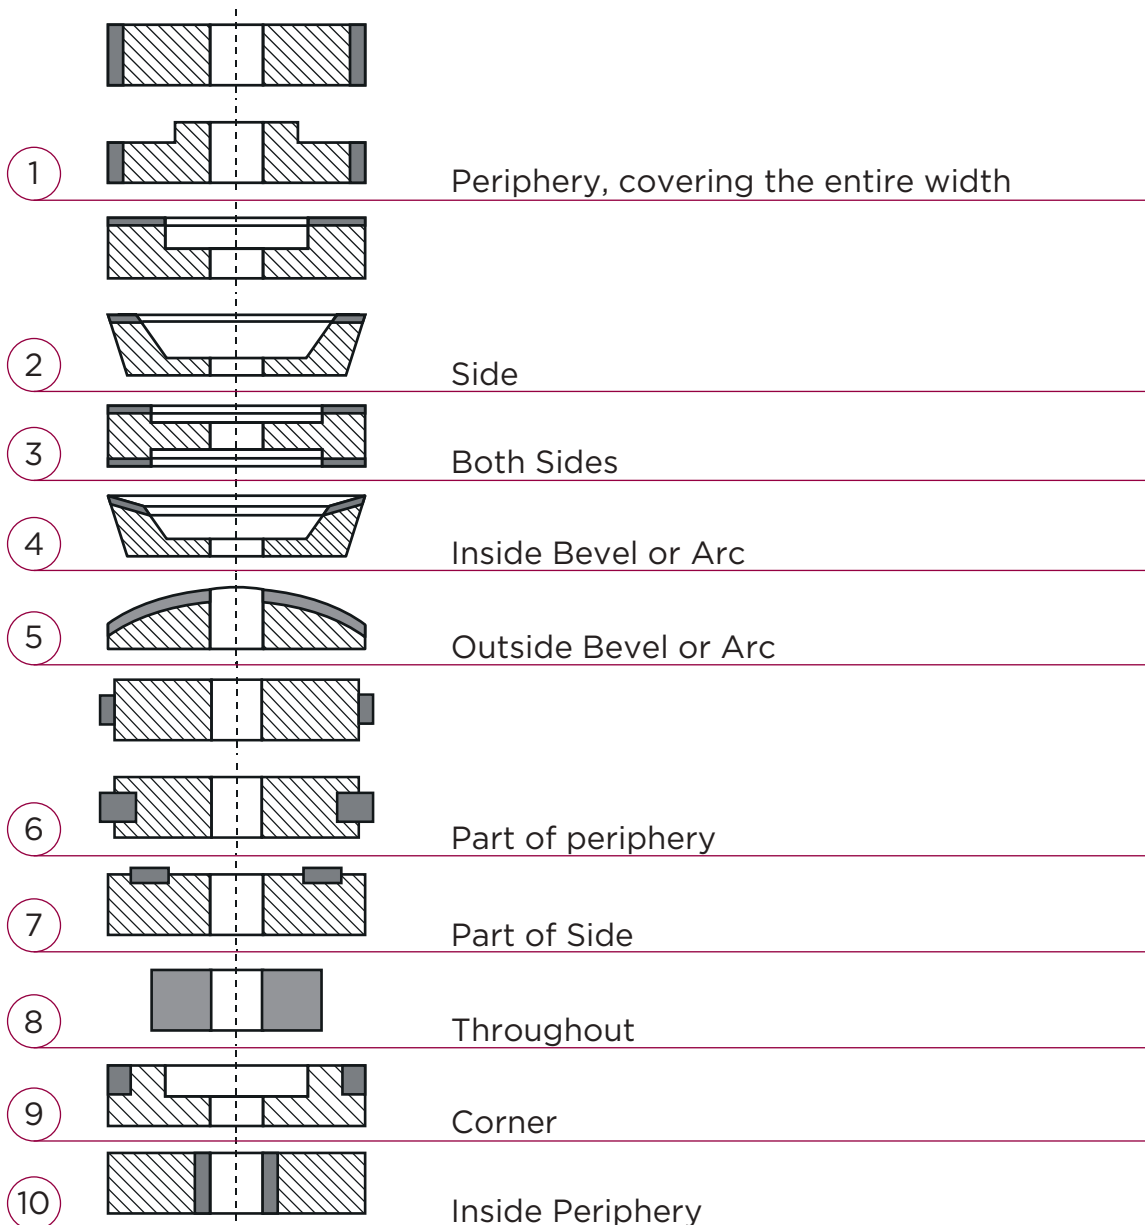 1 Periphery, covering the entire width
2 Side
3 Both Sides
4 Inside Bevel or Arc
5 Outside Bevel or Arc
6 Part of periphery
7 Part of Side
8 Throughout
9 Corner
10 Inside Periphery